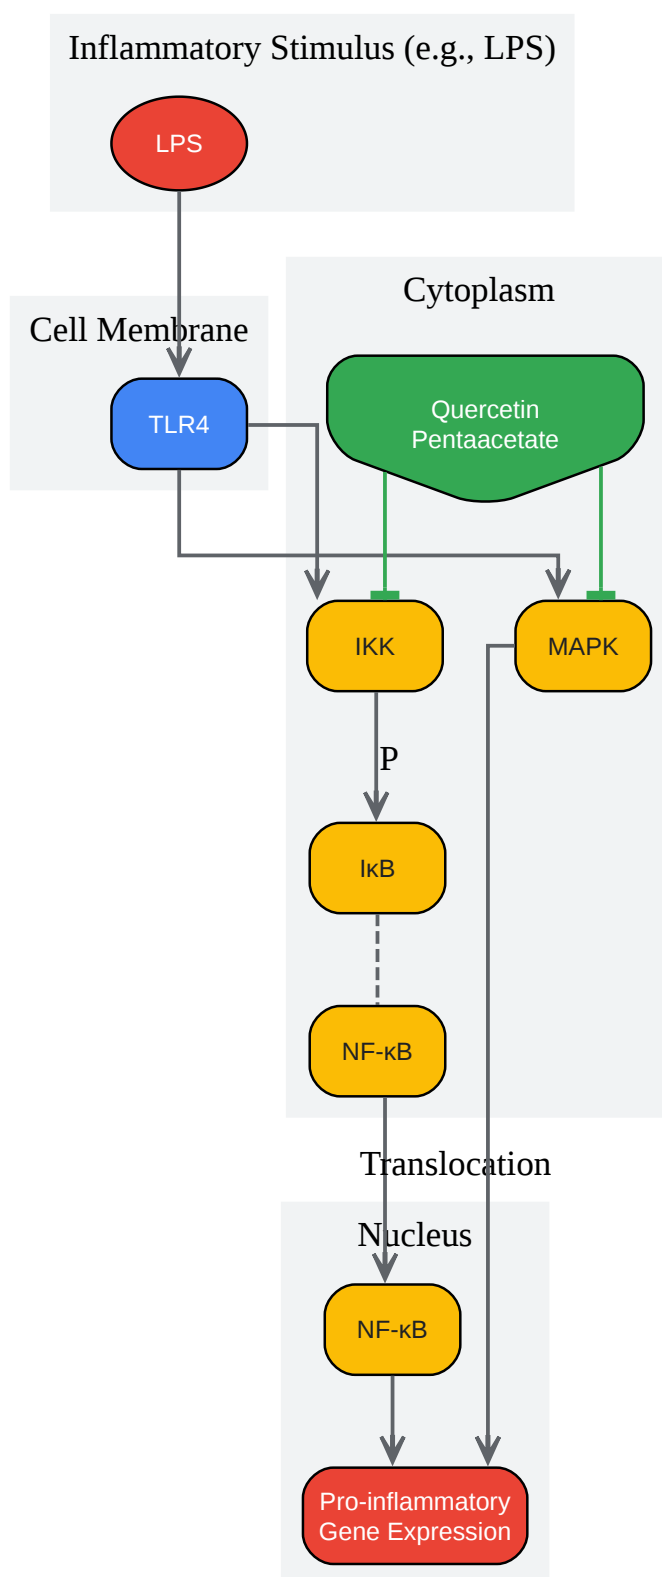 Inflammatory Stimulus (e.g., LPS)
LPS
Cytoplasm
Cell Membrane
TLR4
Quercetin
Pentaacetate
IKK
MAPK
P
IκB
NF-κB
Translocation
Nucleus
NF-κB
Pro-inflammatory
Gene Expression